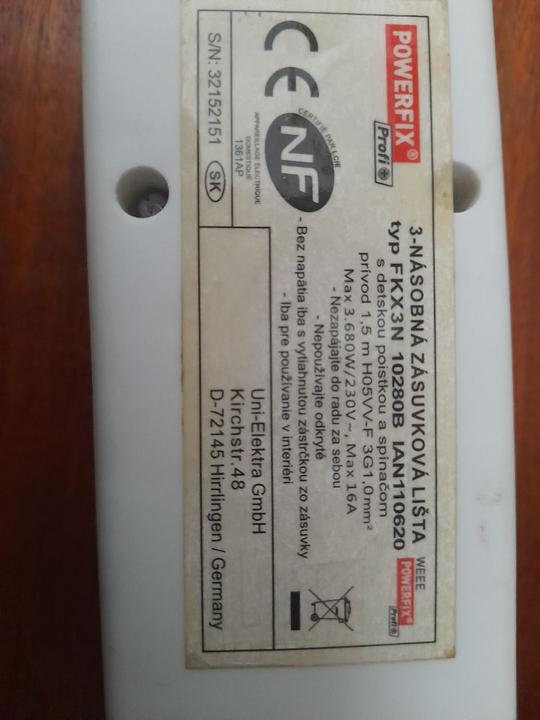 POWERFIX®
Profi+
3-NÁSOBNÁ ZÁSUVKOVÁ LIŠTA
typ FKX3N 10280B IAN110620
s detskou poistkou a spínačom
prívod 1,5 m H05VV-F 3G1,0mm²
Max 3.680W/230V~, Max 16A
- Nezapájajte do radu za sebou
- Nepoužívajte odkryté
- Bez napätia iba s vytiahnutou zástrčkou zo zásuvky
- Iba pre používanie v interiéri
WEEE
POWERFIX®
Profi+
CE
CERTIFIÉ PAR LCIE
NF
APPAREILLAGE ÉLECTRIQUE
DOMESTIQUE
1361AP
S/N: 32152151
SK
Uni-Elektra GmbH
Kirchstr.48
D-72145 Hirrlingen / Germany